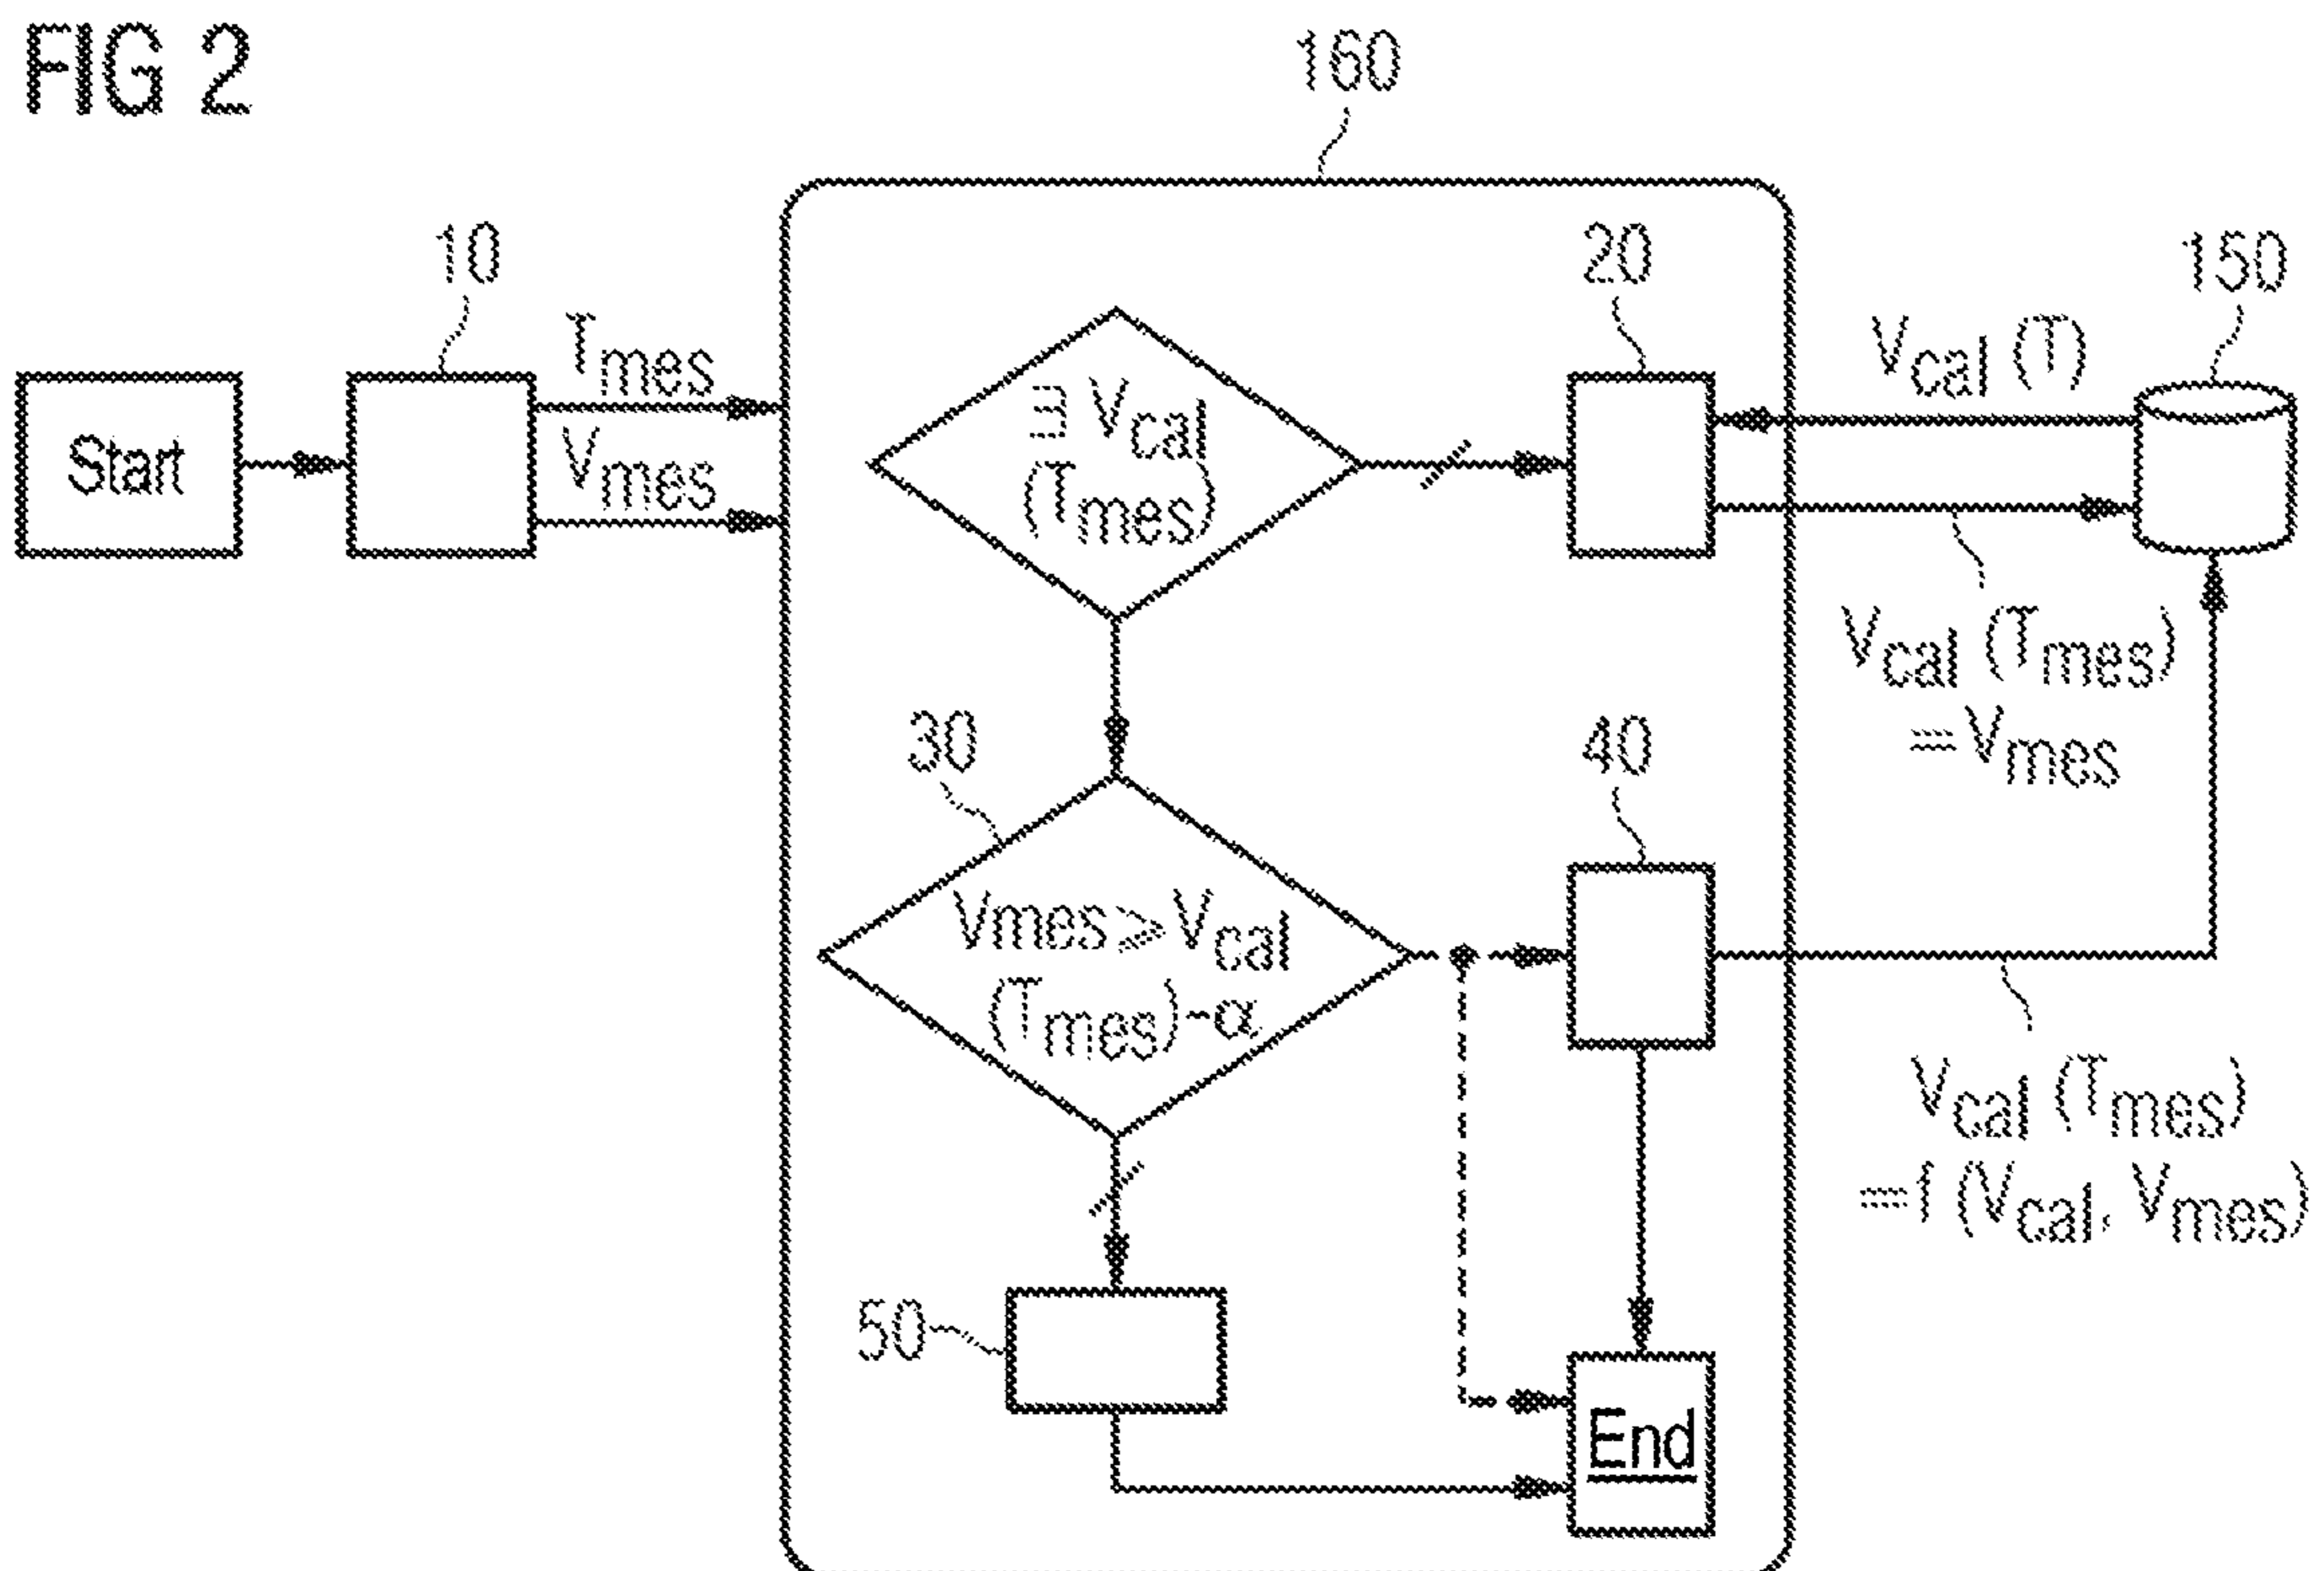 FIG 2
160
10
20
150
Start
Tmes
Vmes
∃ Vcal
(Tmes)
Vcal (T)
Vcal (Tmes)
=Vmes
30
40
Vmes⩾Vcal
(Tmes)-α
Vcal (Tmes)
=f (Vcal, Vmes)
50
End